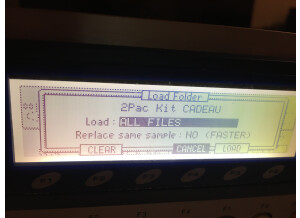 Load Folder
2Pac Kit CADEAU
Load: ALL FILES
Replace same sample: NO (FASTER)
CLEAR CANCEL LOAD